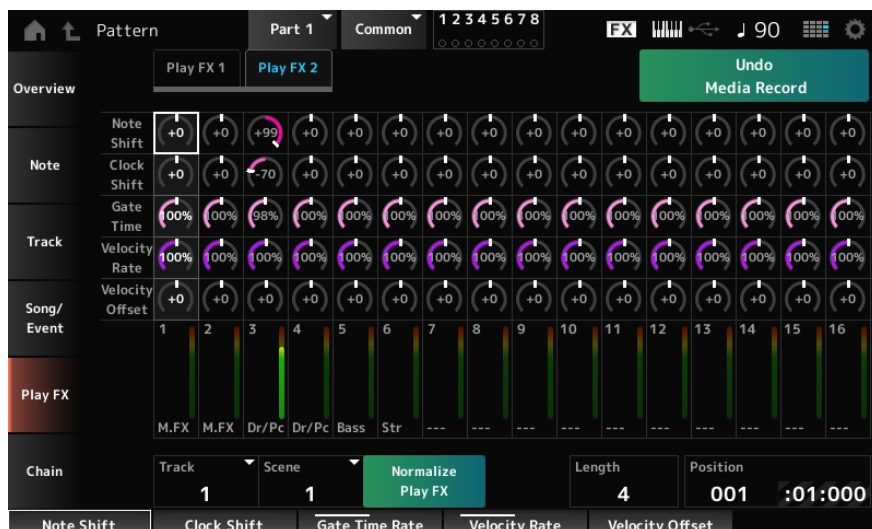 Pattern Part 1 Common 1 2 3 4 5 6 7 8 FX ♩ 90
Overview
Note
Track
Song/
Event
Play FX
Chain
Play FX 1 Play FX 2
Undo
Media Record
Note
Shift
+0 +0 +99 +0 +0 +0 +0 +0 +0 +0 +0 +0 +0 +0 +0 +0
Clock
Shift
+0 +0 -70 +0 +0 +0 +0 +0 +0 +0 +0 +0 +0 +0 +0 +0
Gate
Time
100% 100% 98% 100% 100% 100% 100% 100% 100% 100% 100% 100% 100% 100% 100% 100%
Velocity
Rate
100% 100% 100% 100% 100% 100% 100% 100% 100% 100% 100% 100% 100% 100% 100% 100%
Velocity
Offset
+0 +0 +0 +0 +0 +0 +0 +0 +0 +0 +0 +0 +0 +0 +0 +0
1 2 3 4 5 6 7 8 9 10 11 12 13 14 15 16
M.FX M.FX Dr/Pc Dr/Pc Bass Str --- --- --- --- --- --- --- --- --- ---
Track
1
Scene
1
Normalize
Play FX
Length
4
Position
001 :01:000
Note Shift Clock Shift Gate Time Rate Velocity Rate Velocity Offset